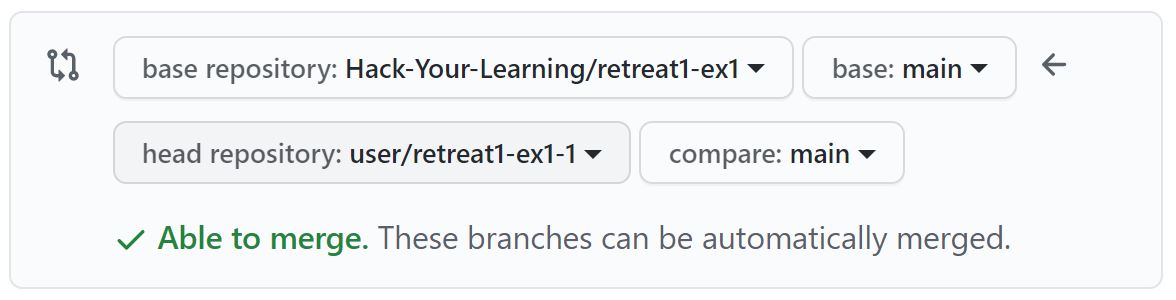 base repository: Hack-Your-Learning/retreat1-ex1 base: main
head repository: user/retreat1-ex1-1 compare: main
Able to merge. These branches can be automatically merged.